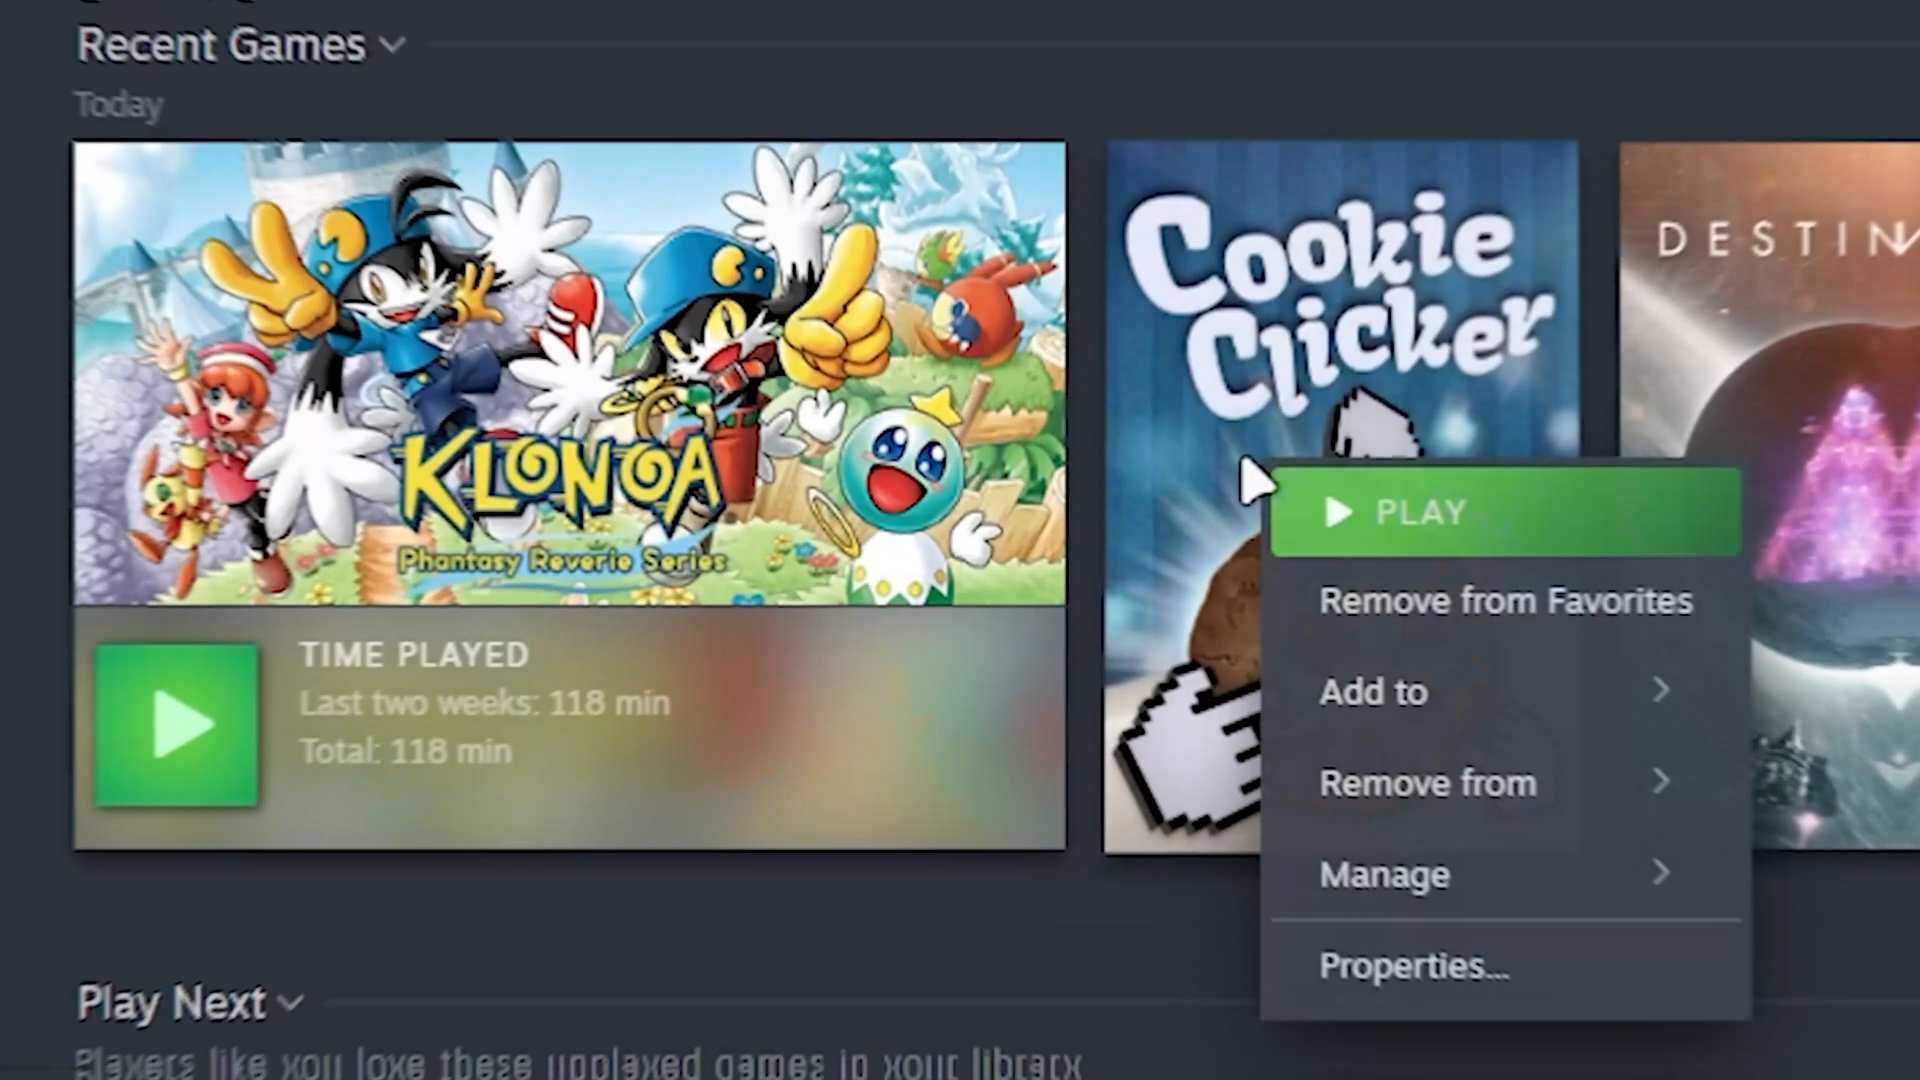 Recent Games
Today
KLONOA
Phantasy Reverie Series
TIME PLAYED
Last two weeks: 118 min
Total: 118 min
Cookie
Clicker
DESTIN
PLAY
Remove from Favorites
Add to
Remove from
Manage
Properties...
Play Next
Players like you love these unplayed games in your library